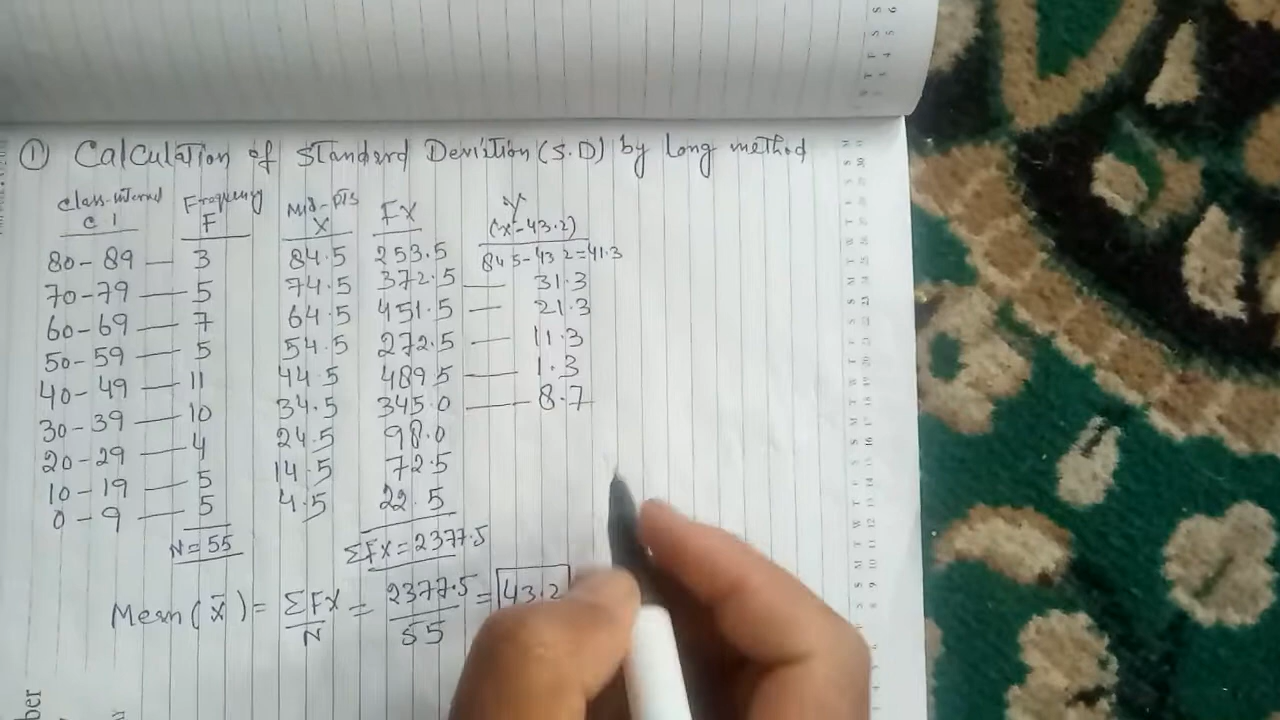 ① Calculation of Standard Deviation (S.D) by Long method
Class-interval Frequency Mid-pts FX x
C I F X (x-43.2)
80-89 — 3 84.5 253.5 84.5-43.2=41.3
70-79 — 5 74.5 372.5 — 31.3
60-69 — 7 64.5 451.5 — 21.3
50-59 — 5 54.5 272.5 — 11.3
40-49 — 11 44.5 489.5 — 1.3
30-39 — 10 34.5 345.0 — 8.7
20-29 — 4 24.5 98.0
10-19 — 5 14.5 72.5
0-9 — 5 4.5 22.5
N=55 ΣFX=2377.5
Mean(x̄)= ΣFX/N = 2377.5/55 = 43.2